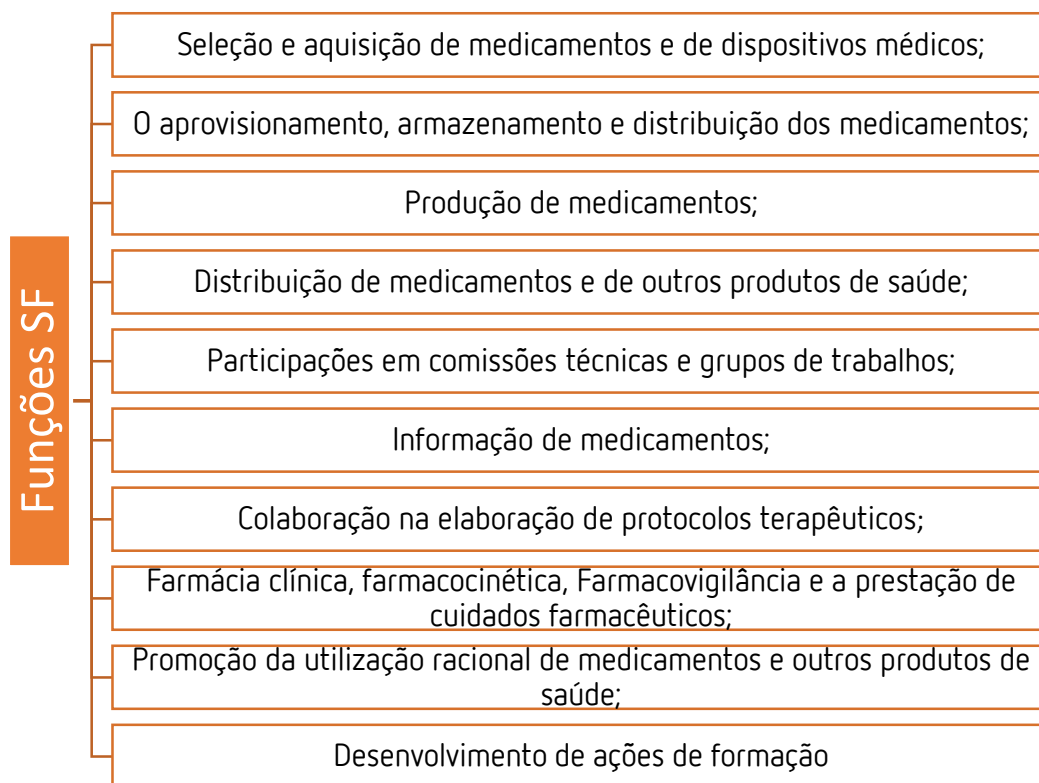 Funções SF
Seleção e aquisição de medicamentos e de dispositivos médicos;
O aprovisionamento, armazenamento e distribuição dos medicamentos;
Produção de medicamentos;
Distribuição de medicamentos e de outros produtos de saúde;
Participações em comissões técnicas e grupos de trabalhos;
Informação de medicamentos;
Colaboração na elaboração de protocolos terapêuticos;
Farmácia clínica, farmacocinética, Farmacovigilância e a prestação de
cuidados farmacêuticos;
Promoção da utilização racional de medicamentos e outros produtos de
saúde;
Desenvolvimento de ações de formação